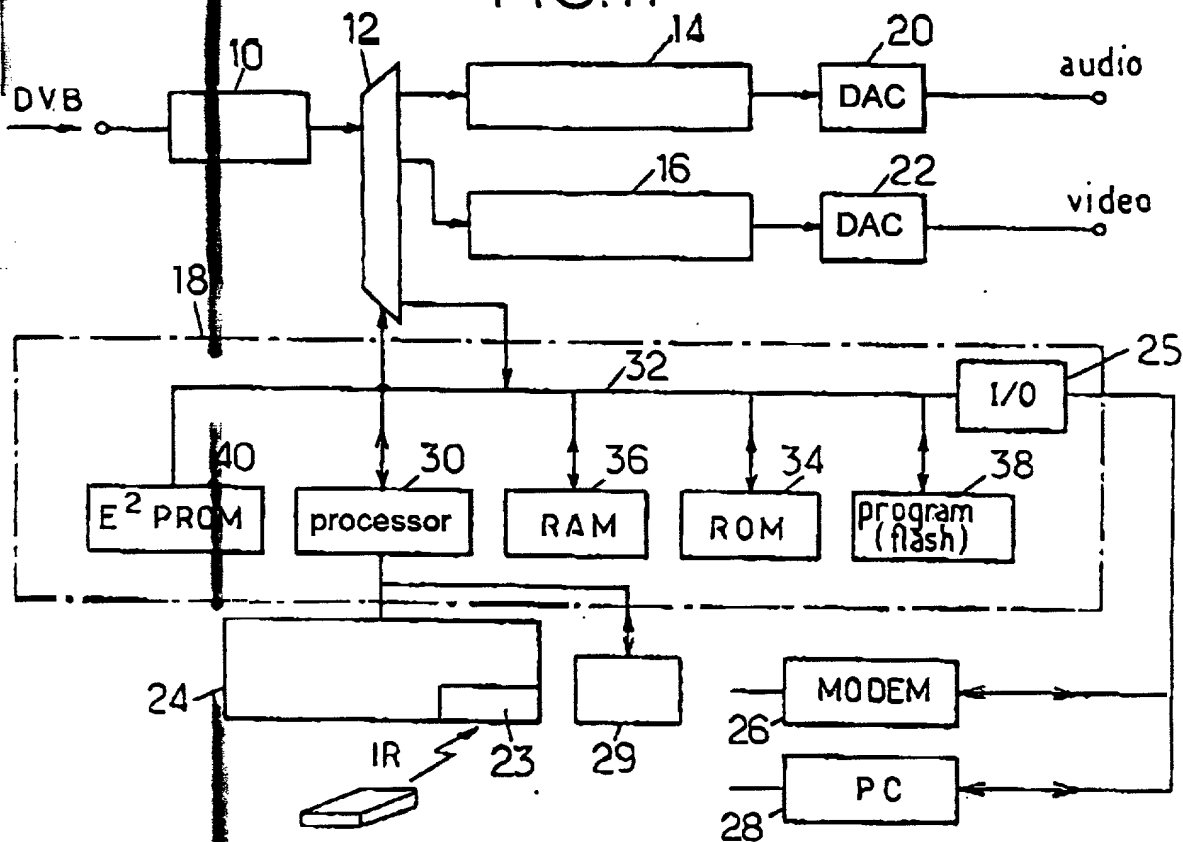 12
14
20
10
audio
DVB
DAC
16
22
video
DAC
18
25
32
I/O
40
30
36
34
38
E² PROM
processor
RAM
ROM
program
(flash)
24
MODEM
26
IR
23
29
PC
28